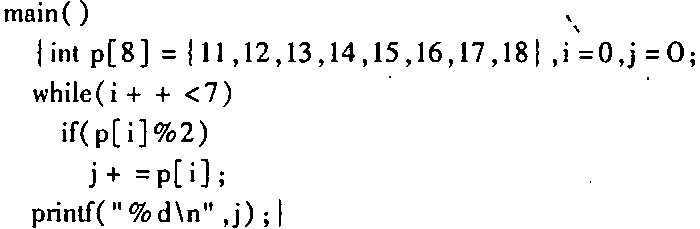 main( )
{int p[8] = {11,12,13,14,15,16,17,18},i =0,j = 0;
while(i + + <7)
if(p[i]%2)
j + =p[i];
printf("%d\n",j);}